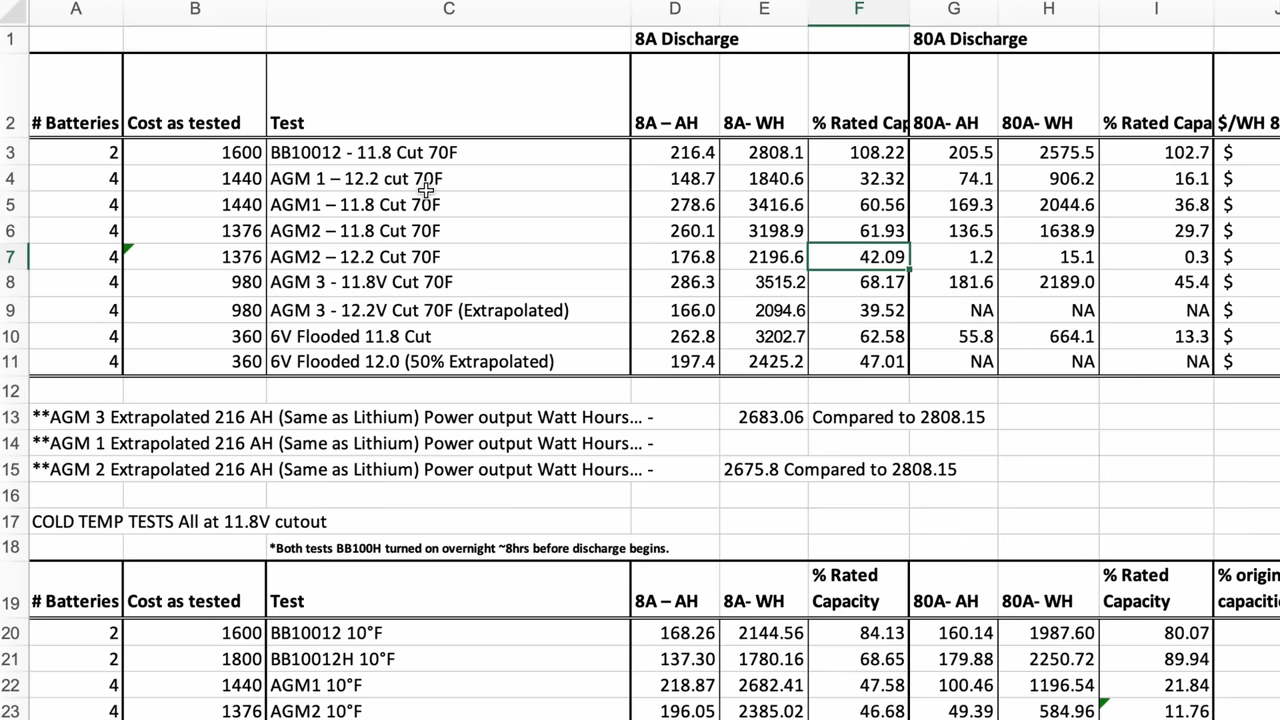 A B C D E F G H I
1 8A Discharge 80A Discharge
2 # Batteries Cost as tested Test 8A – AH 8A- WH % Rated Cap 80A- AH 80A- WH % Rated Capa $/WH 8
3 2 1600 BB10012 - 11.8 Cut 70F 216.4 2808.1 108.22 205.5 2575.5 102.7 $
4 4 1440 AGM 1 – 12.2 cut 70F 148.7 1840.6 32.32 74.1 906.2 16.1 $
5 4 1440 AGM1 – 11.8 Cut 70F 278.6 3416.6 60.56 169.3 2044.6 36.8 $
6 4 1376 AGM2 – 11.8 Cut 70F 260.1 3198.9 61.93 136.5 1638.9 29.7 $
7 4 1376 AGM2 – 12.2 Cut 70F 176.8 2196.6 42.09 1.2 15.1 0.3 $
8 4 980 AGM 3 - 11.8V Cut 70F 286.3 3515.2 68.17 181.6 2189.0 45.4 $
9 4 980 AGM 3 - 12.2V Cut 70F (Extrapolated) 166.0 2094.6 39.52 NA NA NA $
10 4 360 6V Flooded 11.8 Cut 262.8 3202.7 62.58 55.8 664.1 13.3 $
11 4 360 6V Flooded 12.0 (50% Extrapolated) 197.4 2425.2 47.01 NA NA NA $
12
13 **AGM 3 Extrapolated 216 AH (Same as Lithium) Power output Watt Hours... - 2683.06 Compared to 2808.15
14 **AGM 1 Extrapolated 216 AH (Same as Lithium) Power output Watt Hours... -
15 **AGM 2 Extrapolated 216 AH (Same as Lithium) Power output Watt Hours... - 2675.8 Compared to 2808.15
16
17 COLD TEMP TESTS All at 11.8V cutout
18 *Both tests BB100H turned on overnight ~8hrs before discharge begins.
% Rated % Rated % origin
19 # Batteries Cost as tested Test 8A – AH 8A- WH Capacity 80A- AH 80A- WH Capacity capacitie
20 2 1600 BB10012 10°F 168.26 2144.56 84.13 160.14 1987.60 80.07
21 2 1800 BB10012H 10°F 137.30 1780.16 68.65 179.88 2250.72 89.94
22 4 1440 AGM1 10°F 218.87 2682.41 47.58 100.46 1196.54 21.84
23 4 1376 AGM2 10°F 196.05 2385.02 46.68 49.39 584.96 11.76